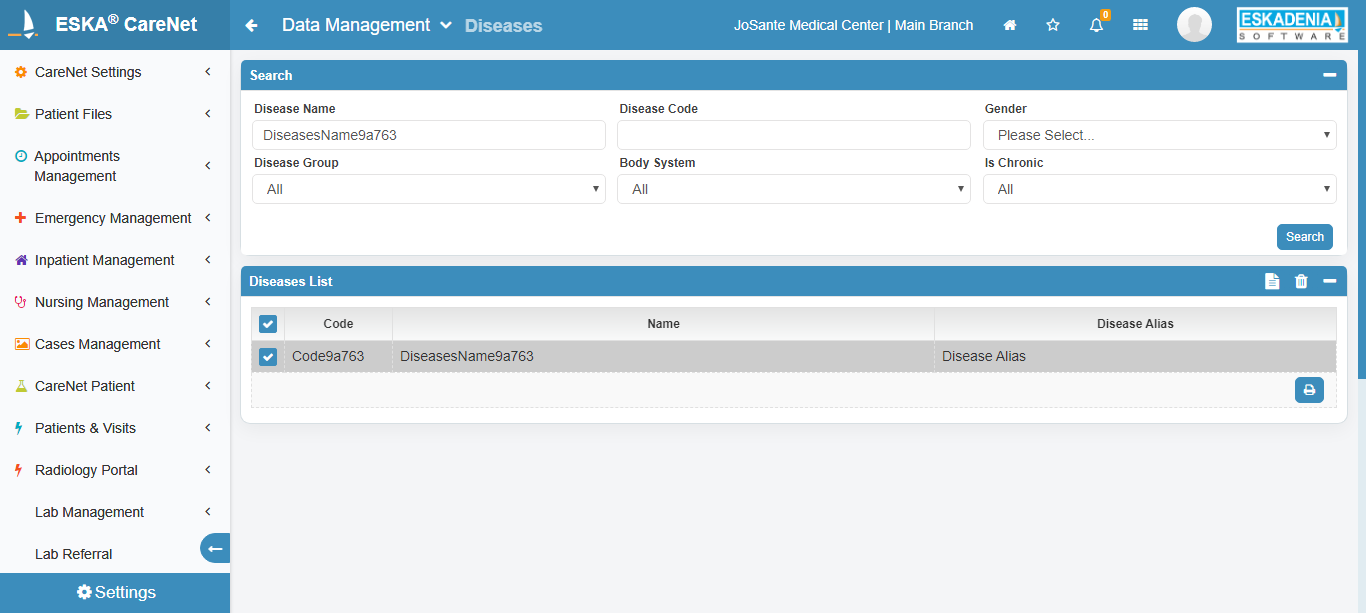 ESKA® CareNet
Data Management
Diseases
JoSante Medical Center | Main Branch
0
ESKADENIA
SOFTWARE
CareNet Settings
Patient Files
Appointments
Management
Emergency Management
Inpatient Management
Nursing Management
Cases Management
CareNet Patient
Patients & Visits
Radiology Portal
Lab Management
Lab Referral
Settings
Search
Disease Name
Disease Code
Gender
DiseasesName9a763
Please Select...
Disease Group
Body System
Is Chronic
All
All
All
Search
Diseases List
Code
Name
Disease Alias
Code9a763
DiseasesName9a763
Disease Alias